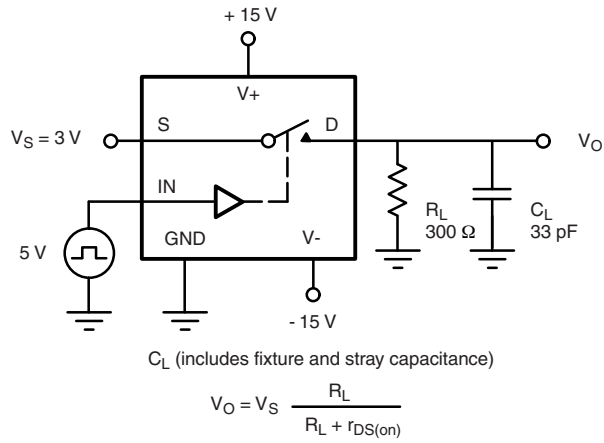 + 15 V
V+
S
D
V_S = 3 V
V_O
IN
R_L
300 Ω
C_L
33 pF
GND
V-
5 V
- 15 V
C_L (includes fixture and stray capacitance)
V_O = V_S R_L / R_L + r_DS(on)